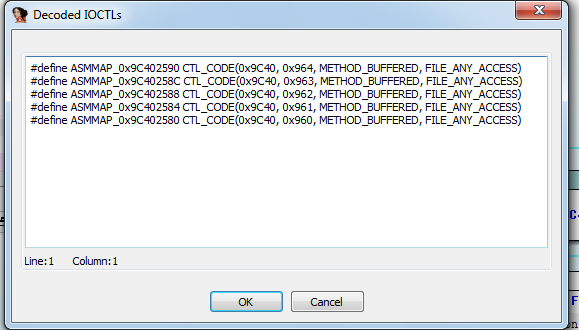 Decoded IOCTLs
#define ASMMAP_0x9C402590 CTL_CODE(0x9C40, 0x964, METHOD_BUFFERED, FILE_ANY_ACCESS)
#define ASMMAP_0x9C40258C CTL_CODE(0x9C40, 0x963, METHOD_BUFFERED, FILE_ANY_ACCESS)
#define ASMMAP_0x9C402588 CTL_CODE(0x9C40, 0x962, METHOD_BUFFERED, FILE_ANY_ACCESS)
#define ASMMAP_0x9C402584 CTL_CODE(0x9C40, 0x961, METHOD_BUFFERED, FILE_ANY_ACCESS)
#define ASMMAP_0x9C402580 CTL_CODE(0x9C40, 0x960, METHOD_BUFFERED, FILE_ANY_ACCESS)
Line:1 Column:1
OK Cancel